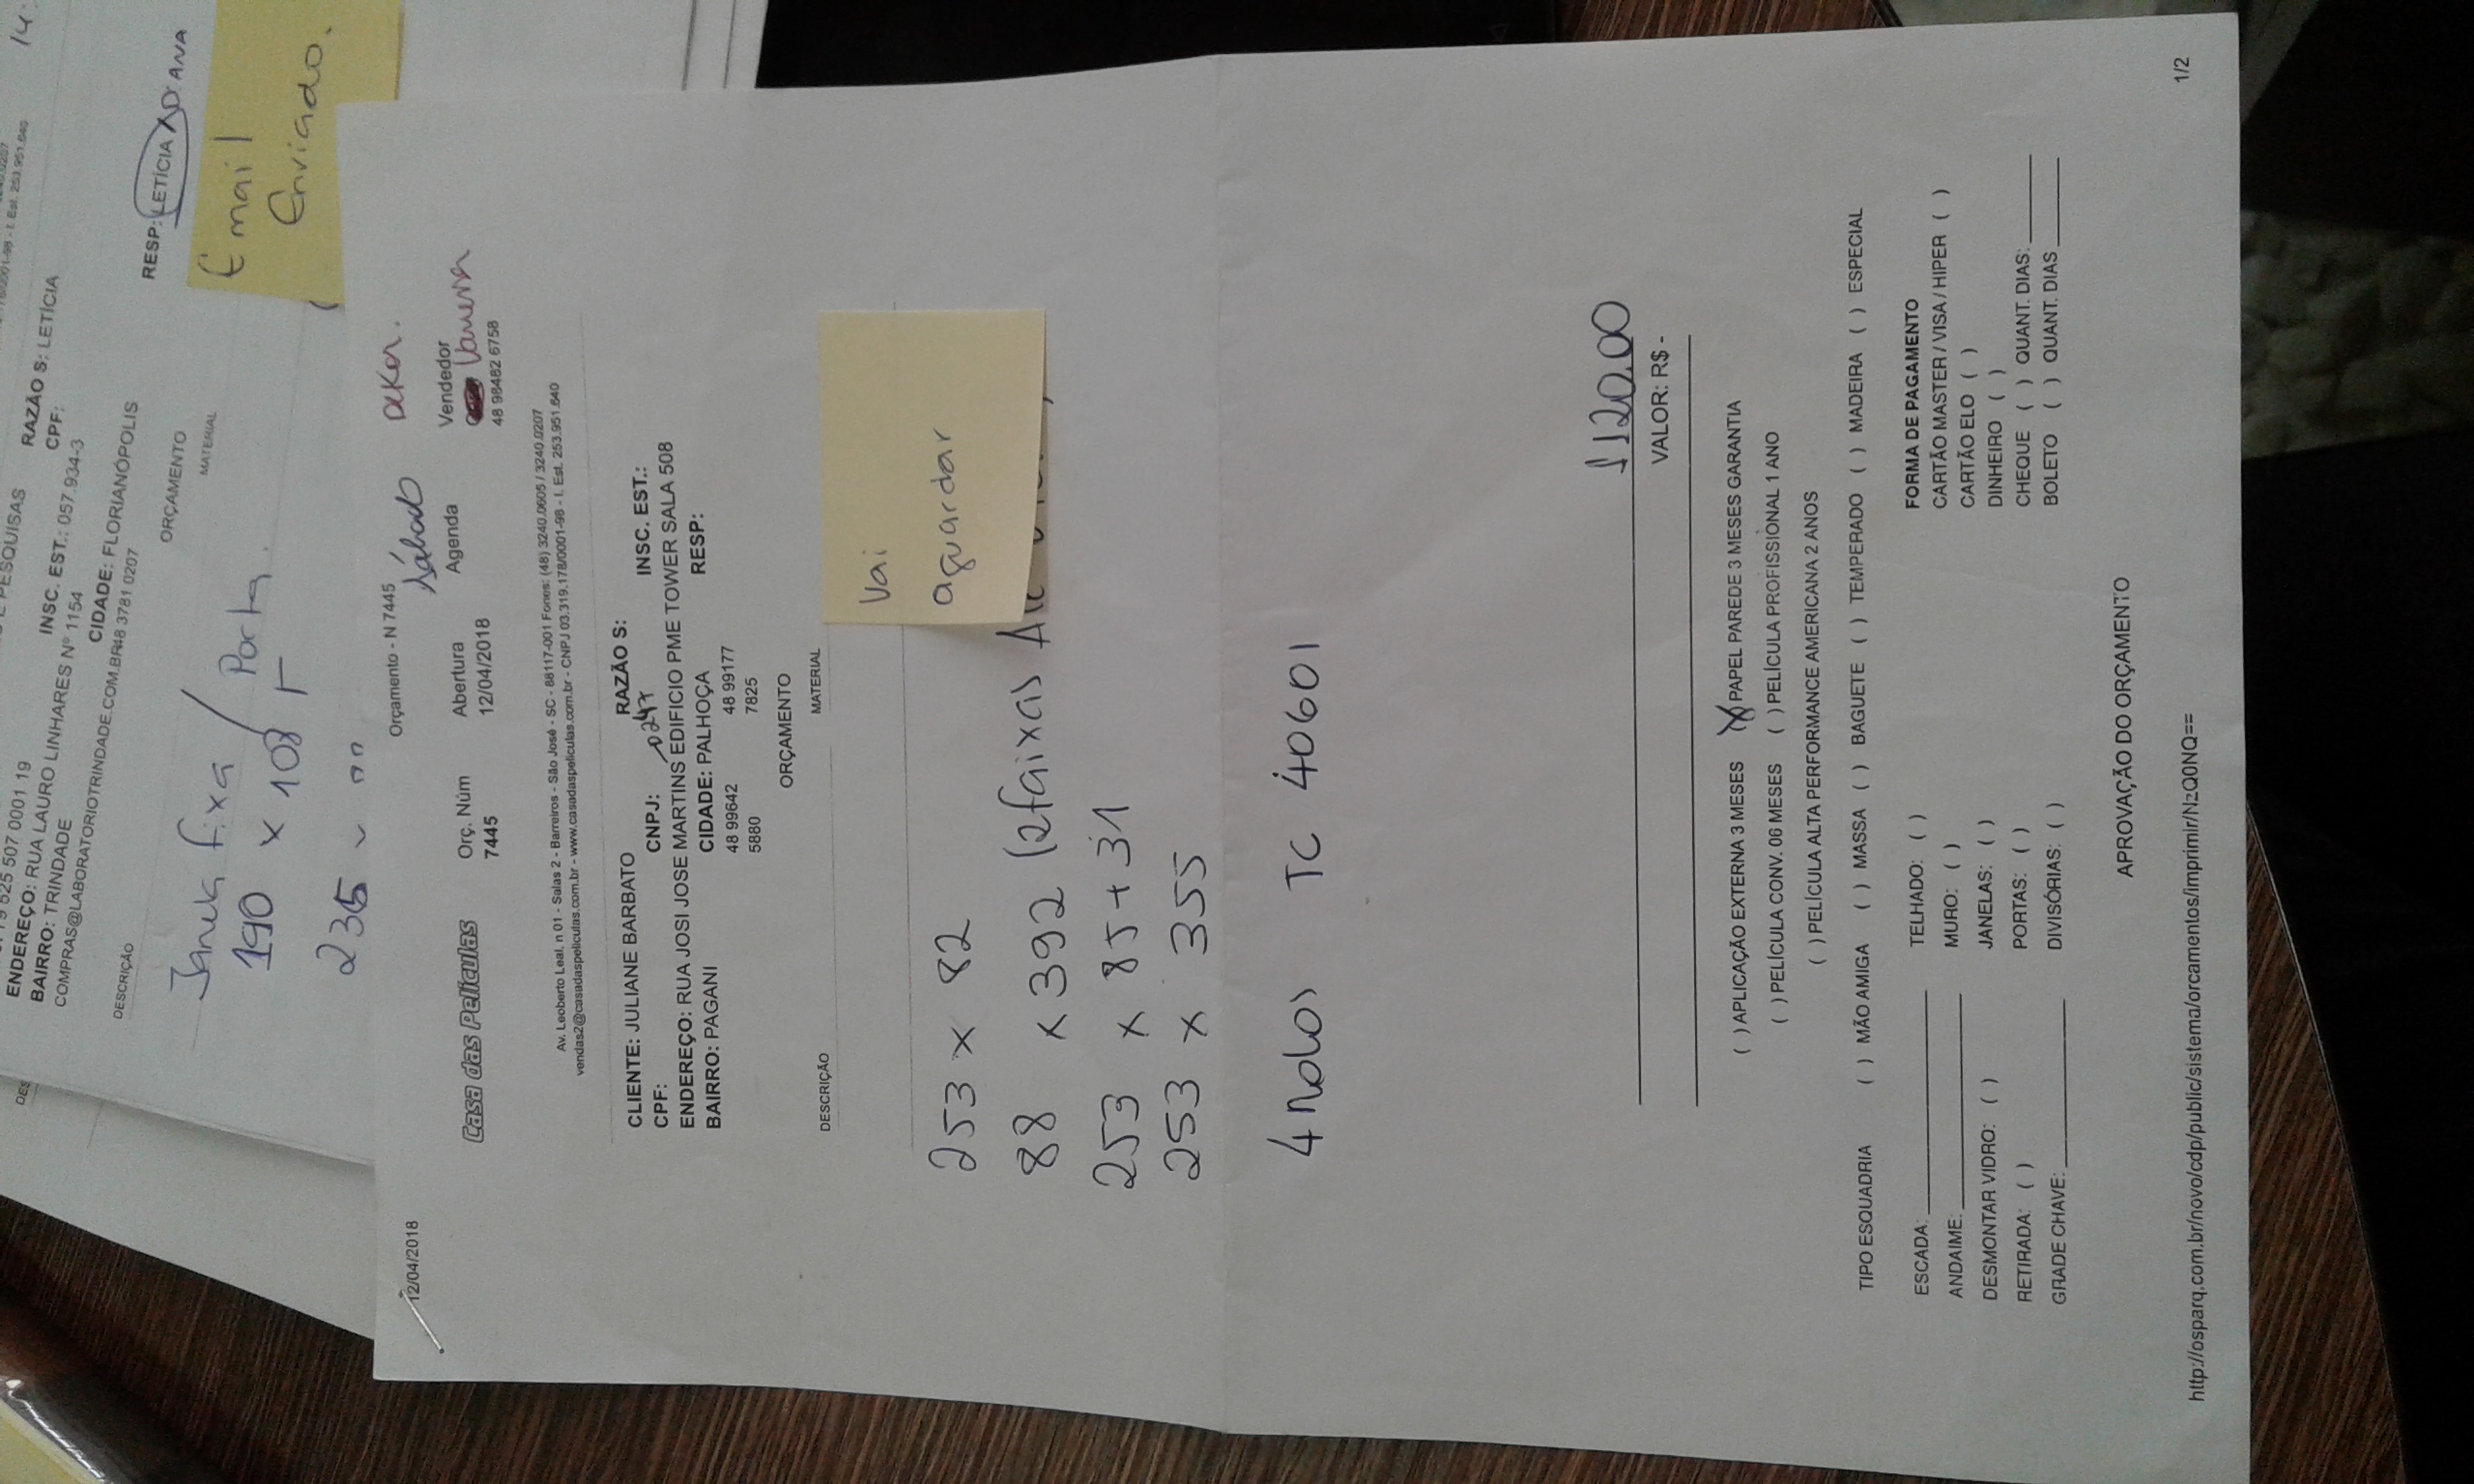 14
RESP: LETÍCIA ANA
E mail
Enviado.
PESQUISAS RAZÃO S: LETÍCIA
507 0001 19 INSC. EST.: 057.934-3 CPF:
ENDEREÇO: RUA LAURO LINHARES Nº 1154
BAIRRO: TRINDADE CIDADE: FLORIANÓPOLIS
COMPRAS@LABORATORIOTRINDADE.COM.BR 48 3781 0207
ORÇAMENTO
DESCRIÇÃO MATERIAL
Janela fixa / Porta.
190 x 108
235
12/04/2018 Orçamento - N 7445
Sábado
Casa das Películas
Orç. Núm Abertura Agenda Vendedor
7445 12/04/2018 Vanessa
48 98482 6758
Av. Leoberto Leal, n 01 - Salas 2 - Barreiros - São José - SC - 88117-001 Fones: (48) 3240.0605 / 3240.0207
vendas2@casadaspeliculas.com.br - www.casadaspeliculas.com.br - CNPJ 03.319.178/0001-98 - I. Est. 253.951.640
CLIENTE: JULIANE BARBATO RAZÃO S:
CPF: CNPJ: INSC. EST.:
ENDEREÇO: RUA JOSI JOSE MARTINS EDIFICIO PME TOWER SALA 508
BAIRRO: PAGANI CIDADE: PALHOÇA RESP:
48 99642 48 99177
5880 7825
ORÇAMENTO
DESCRIÇÃO MATERIAL
Vai
aguardar
253 x 82
88 x 392 (2 faixas
253 x 85 + 31
253 x 355
4 rolos TC 40601
1120,00
VALOR: R$ -
( ) APLICAÇÃO EXTERNA 3 MESES (X) PAPEL PAREDE 3 MESES GARANTIA
( ) PELÍCULA CONV. 06 MESES ( ) PELÍCULA PROFISSIONAL 1 ANO
( ) PELÍCULA ALTA PERFORMANCE AMERICANA 2 ANOS
TIPO ESQUADRIA ( ) MÃO AMIGA ( ) MASSA ( ) BAGUETE ( ) TEMPERADO ( ) MADEIRA ( ) ESPECIAL
FORMA DE PAGAMENTO
ESCADA: TELHADO: ( ) CARTÃO MASTER / VISA / HIPER ( )
ANDAIME: MURO: ( ) CARTÃO ELO ( )
DESMONTAR VIDRO: ( ) JANELAS: ( ) DINHEIRO ( )
RETIRADA: ( ) PORTAS: ( ) CHEQUE ( ) QUANT. DIAS:
GRADE CHAVE: DIVISÓRIAS: ( ) BOLETO ( ) QUANT. DIAS
APROVAÇÃO DO ORÇAMENTO
http://osparq.com.br/novo/cdp/public/sistema/orcamentos/imprimir/NzQ0NQ== 1/2